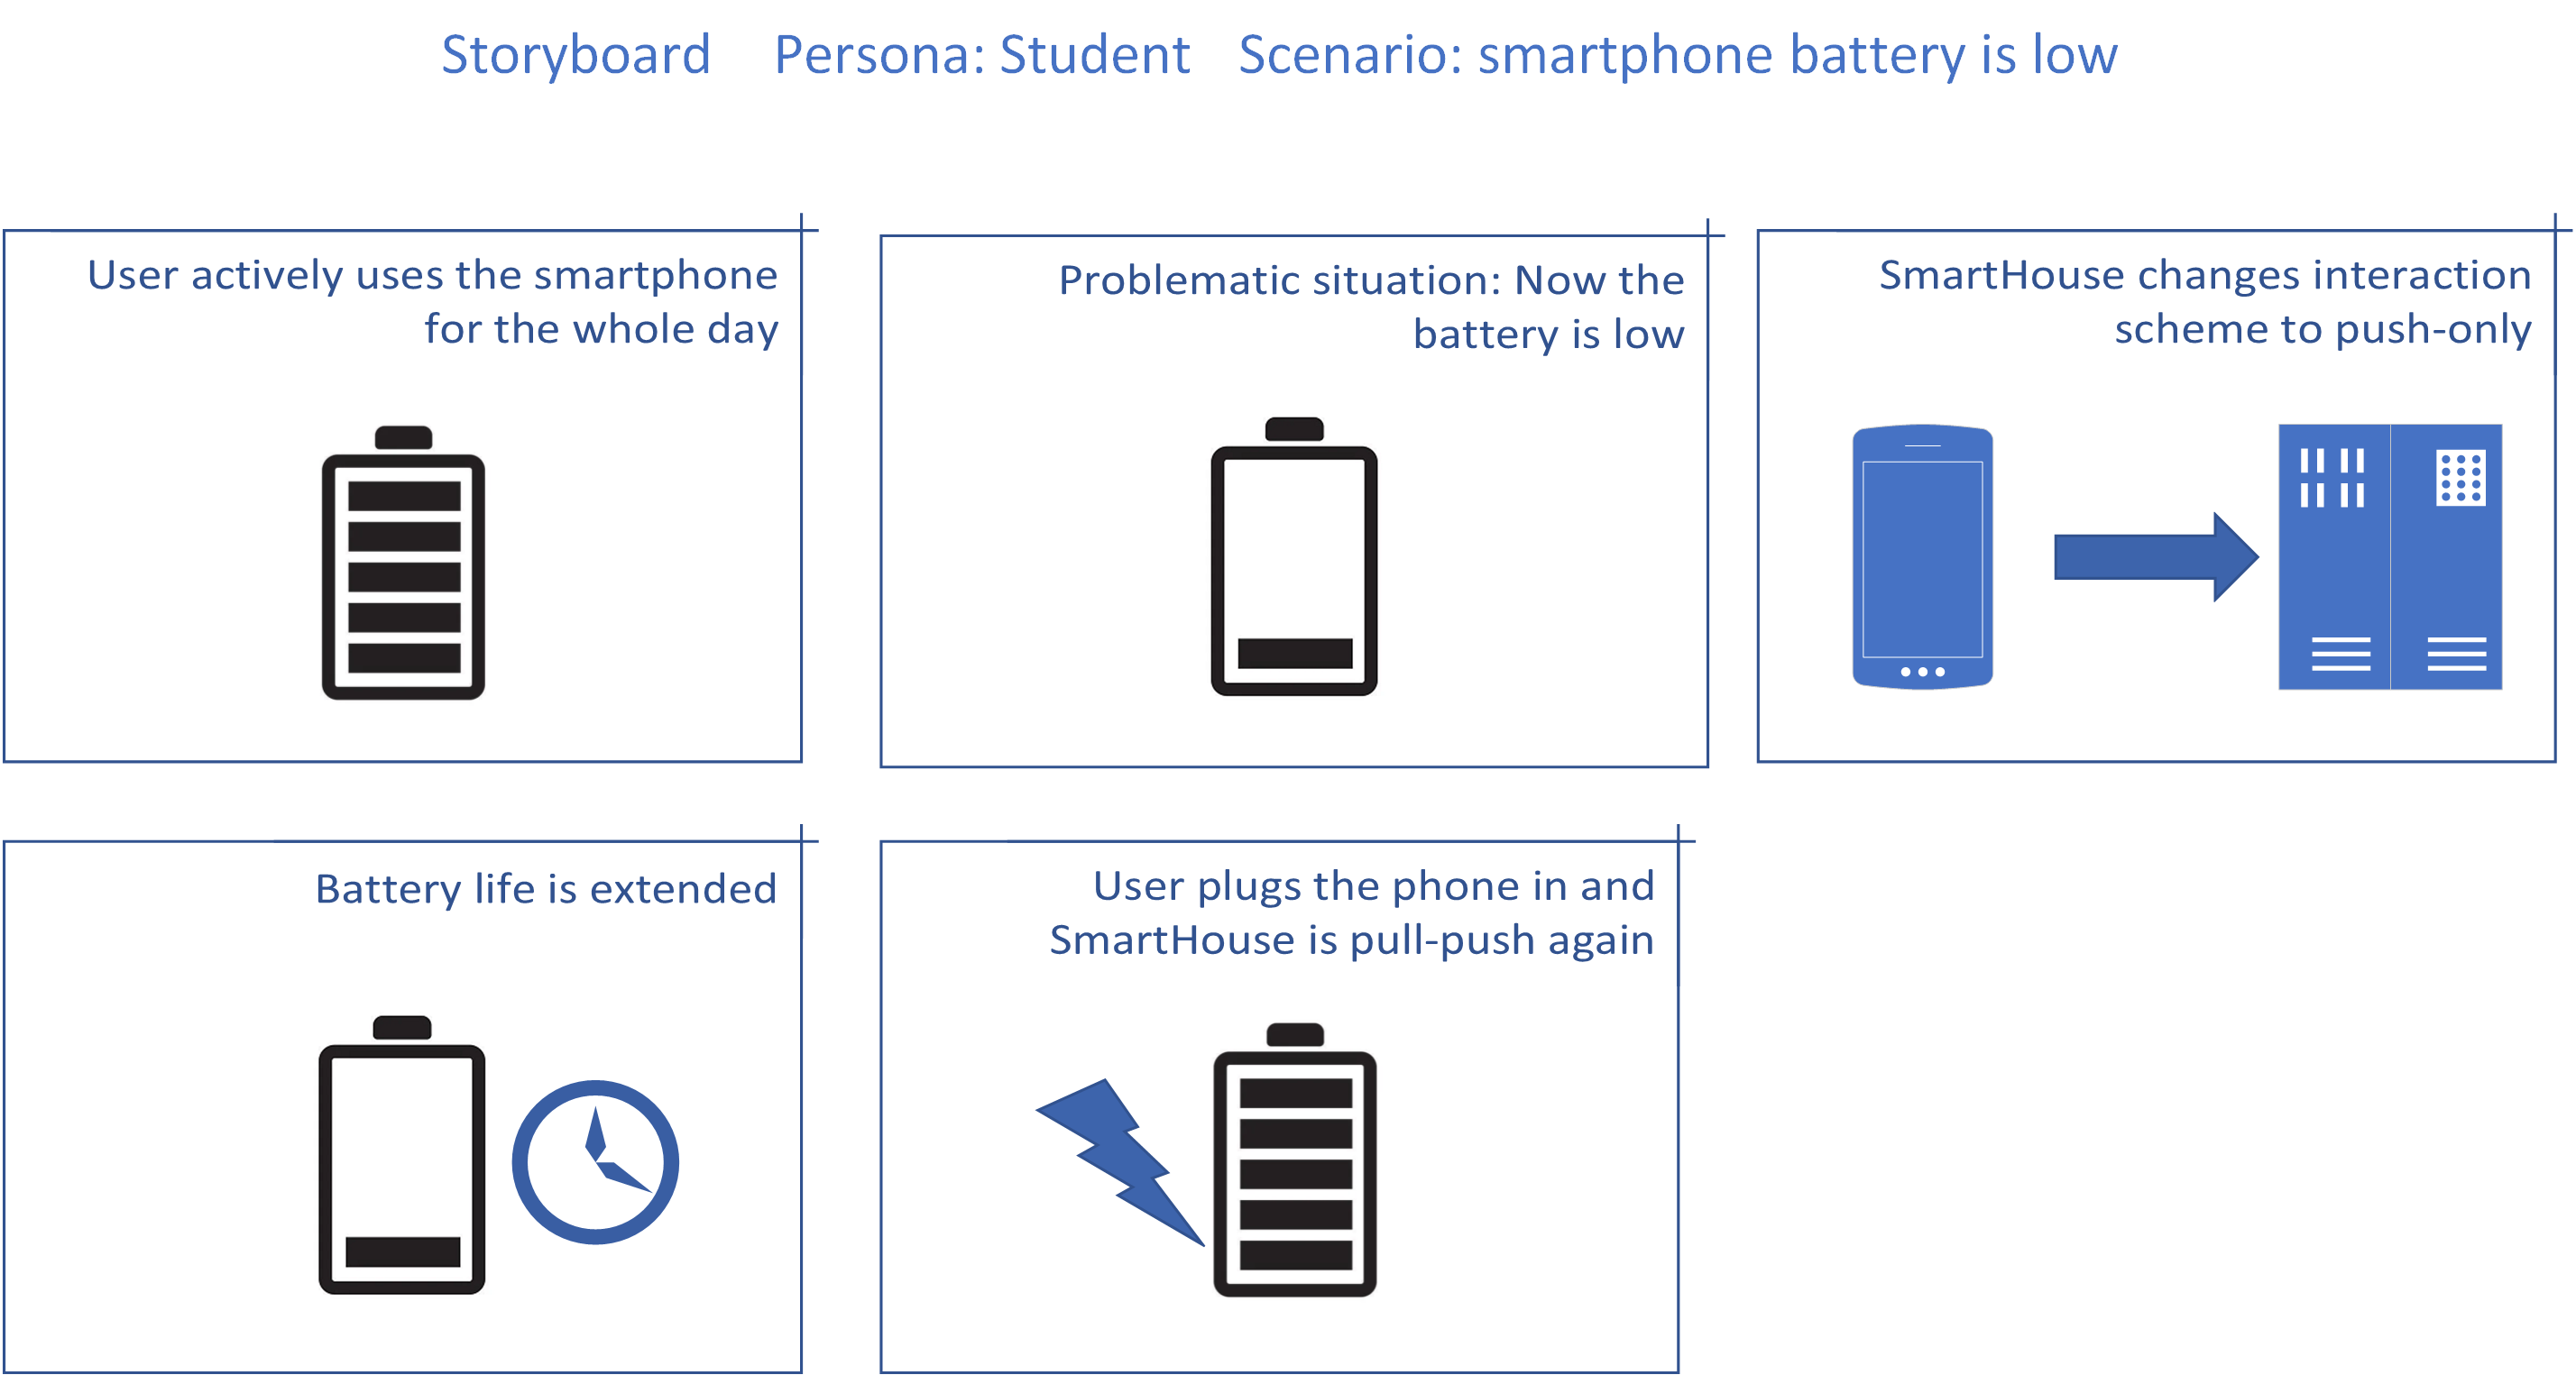 Storyboard Persona: Student Scenario: smartphone battery is low
User actively uses the smartphone
for the whole day
Problematic situation: Now the
battery is low
SmartHouse changes interaction
scheme to push-only
Battery life is extended
User plugs the phone in and
SmartHouse is pull-push again